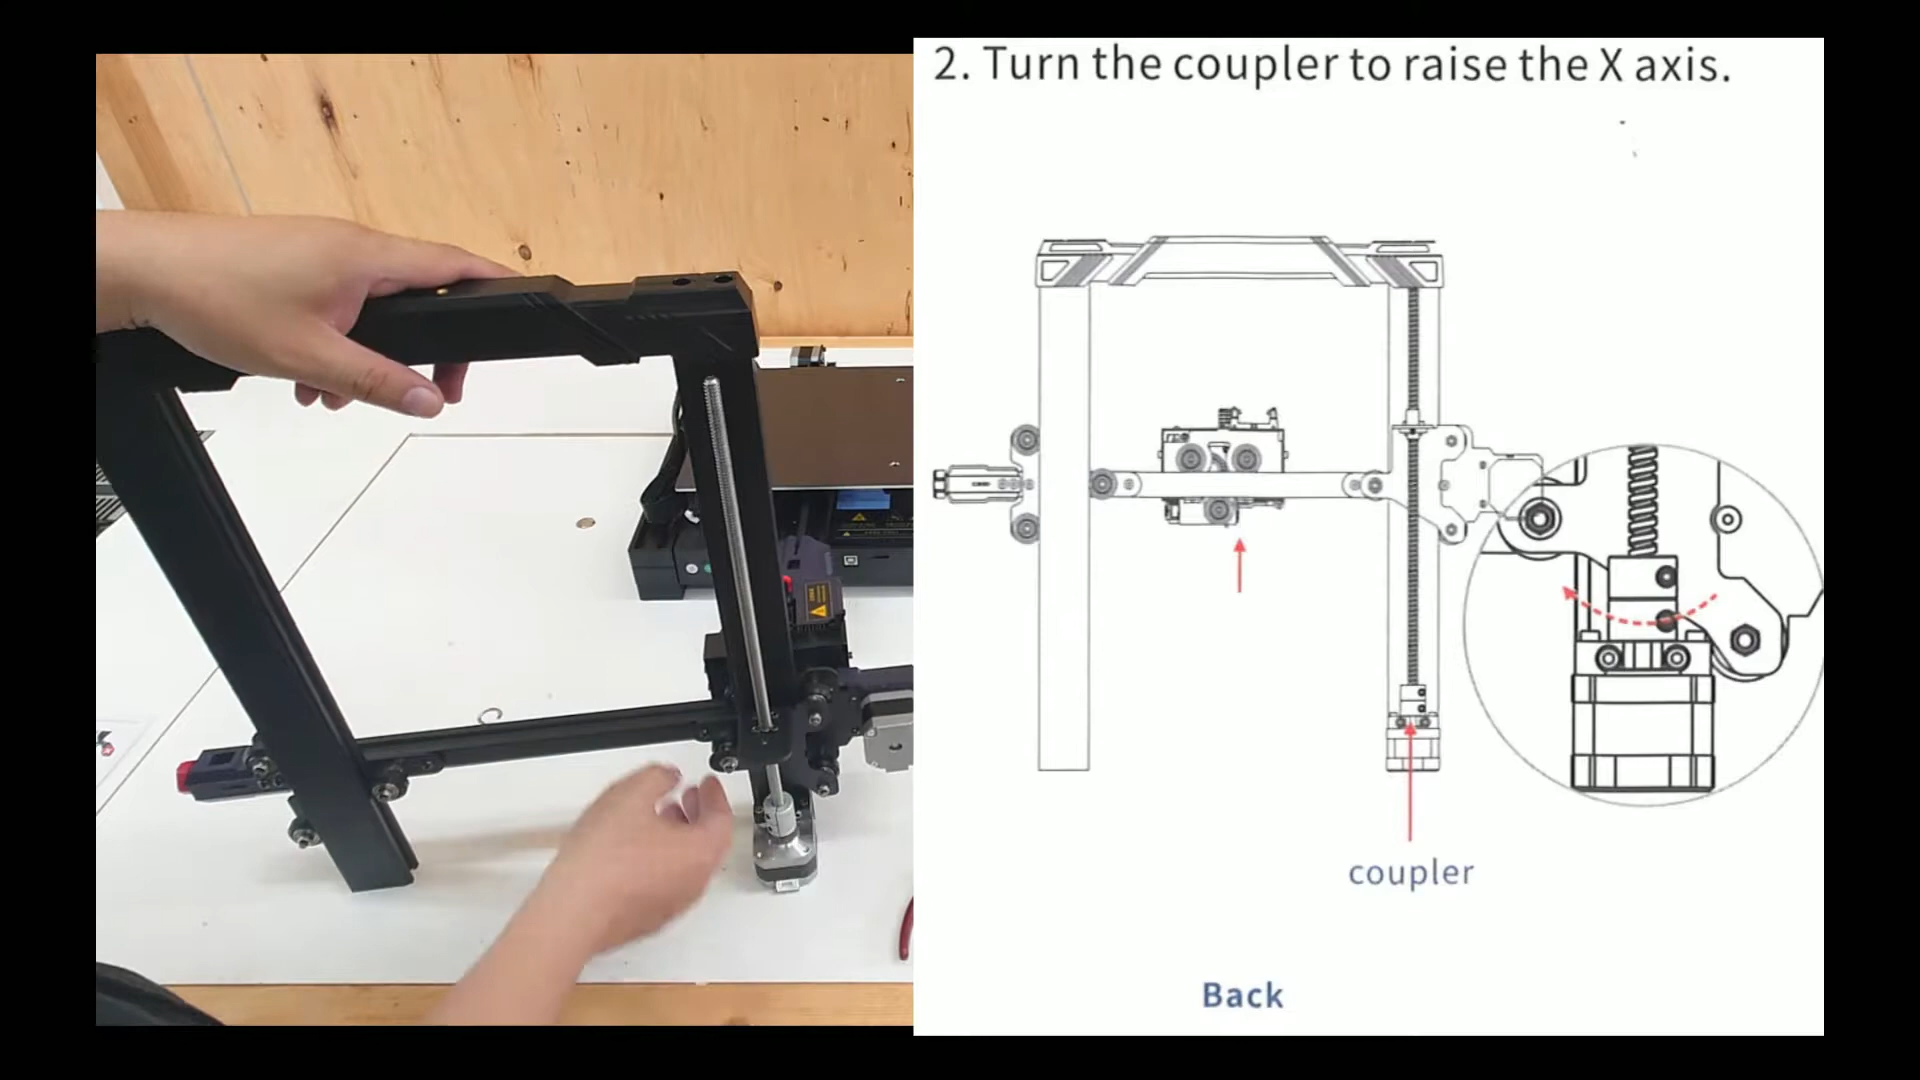 2. Turn the coupler to raise the X axis.
coupler
Back